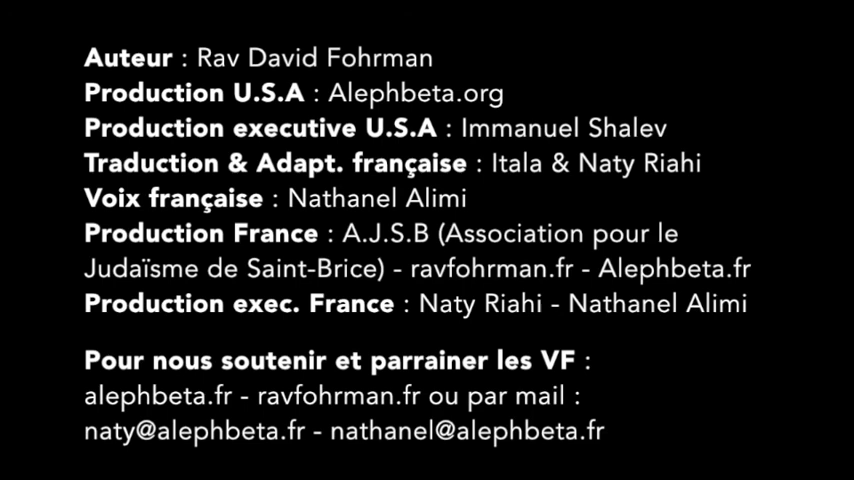 Auteur : Rav David Fohrman
Production U.S.A : Alephbeta.org
Production executive U.S.A : Immanuel Shalev
Traduction & Adapt. française : Itala & Naty Riahi
Voix française : Nathanel Alimi
Production France : A.J.S.B (Association pour le
Judaïsme de Saint-Brice) - ravfohrman.fr - Alephbeta.fr
Production exec. France : Naty Riahi - Nathanel Alimi
Pour nous soutenir et parrainer les VF :
alephbeta.fr - ravfohrman.fr ou par mail :
naty@alephbeta.fr - nathanel@alephbeta.fr